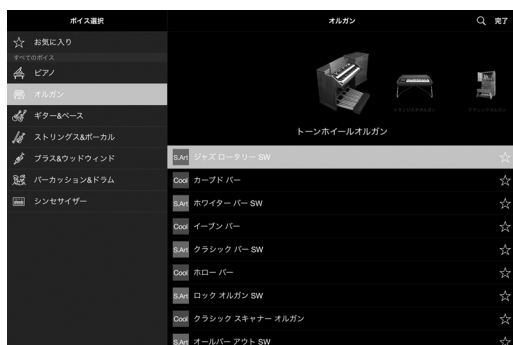 ボイス選択
お気に入り
すべてのボイス
ピアノ
オルガン
ギター&ベース
ストリングス&ボーカル
ブラス&ウッドウィンド
パーカッション&ドラム
シンセサイザー
オルガン
完了
トーンホイールオルガン
S.Art ジャズ ロータリー SW
Cool カーブド バー
S.Art ホワイター バー SW
Cool イーブン バー
S.Art クラシック バー SW
Cool ホロー バー
S.Art ロック オルガン SW
Cool クラシック スキャナー オルガン
S.Art オールバー アウト SW